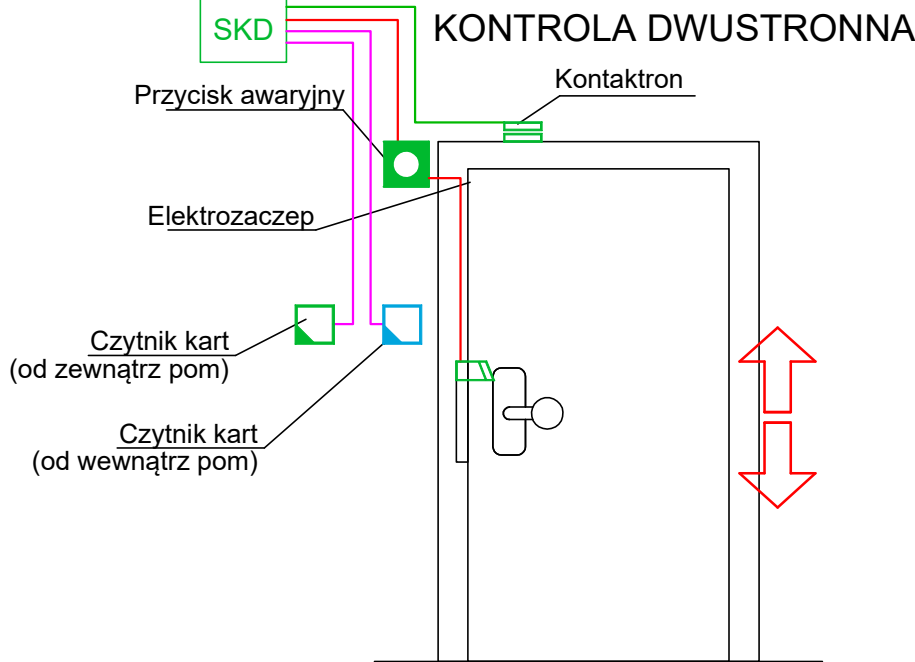 SKD
KONTROLA DWUSTRONNA
Kontaktron
Przycisk awaryjny
Elektrozaczep
Czytnik kart
(od zewnątrz pom)
Czytnik kart
(od wewnątrz pom)